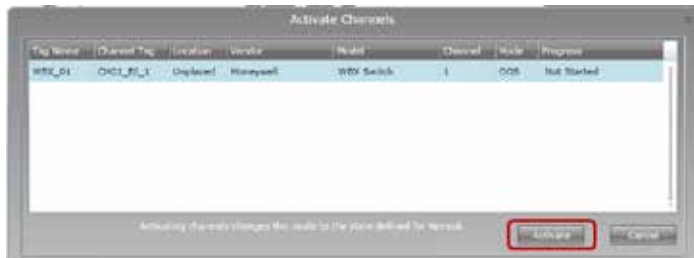 Activate Channels
Tag Name Channel Tag Location Vendor Model Channel Mode Progress
WBX_01 CH01_BI_1 Unplaced Honeywell WBX Switch 1 OOS Not Started
Activating channels changes the mode to the state defined for Normal.
Activate Cancel